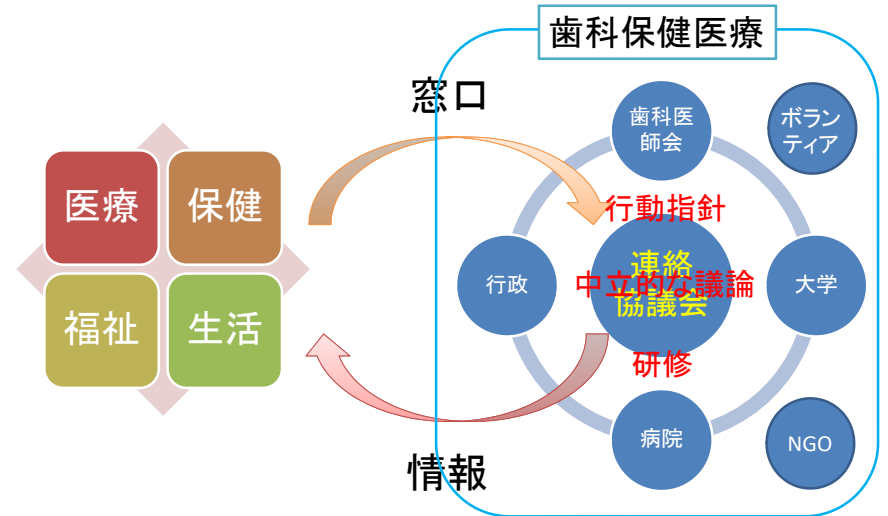 歯科保健医療
窓口
歯科医
師会
ボラン
ティア
医療
保健
行動指針
連絡
協議会
中立的な議論
行政
大学
福祉
生活
研修
病院
NGO
情報